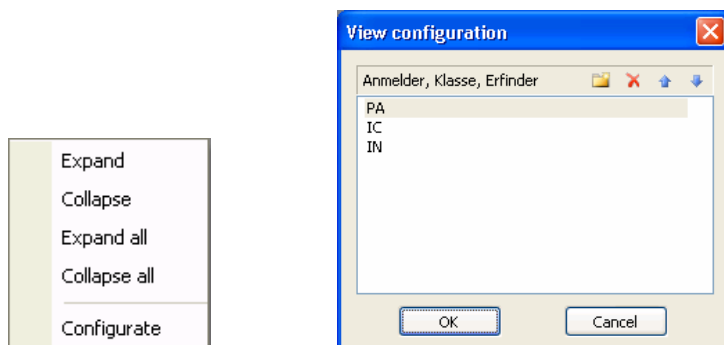 Expand
Collapse
Expand all
Collapse all
Configurate
View configuration
Anmelder, Klasse, Erfinder
PA
IC
IN
OK
Cancel